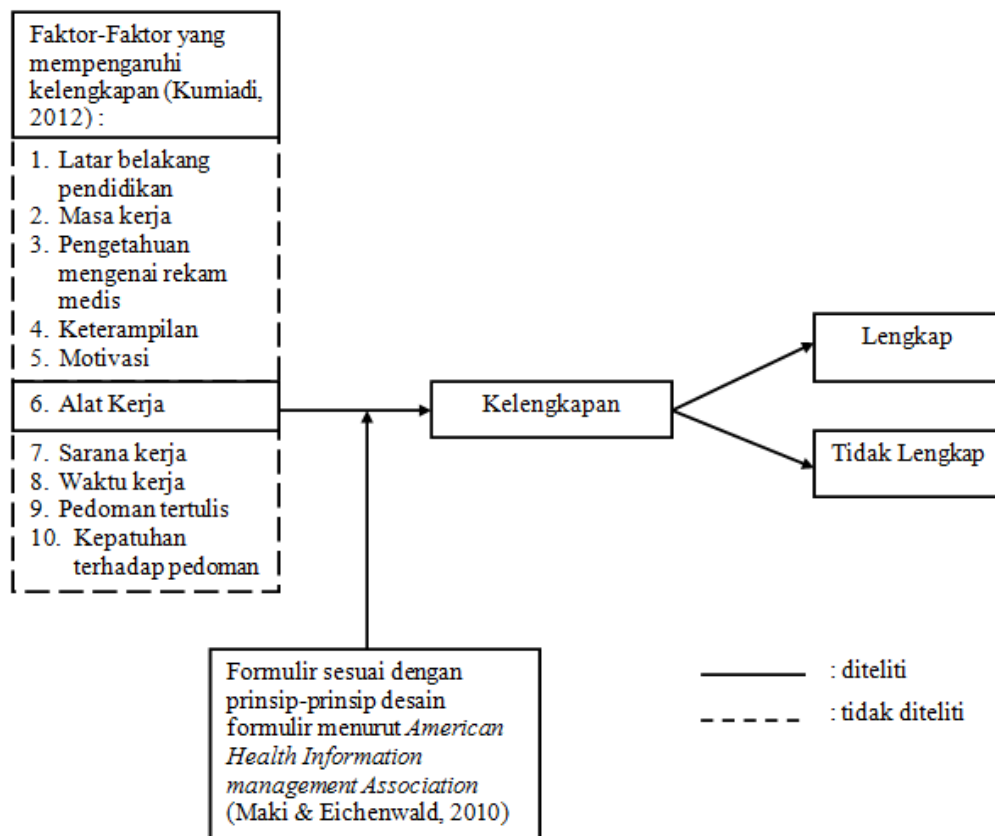 Faktor-Faktor yang
mempengaruhi
kelengkapan (Kurniadi,
2012) :
1. Latar belakang
pendidikan
2. Masa kerja
3. Pengetahuan
mengenai rekam
medis
4. Keterampilan
5. Motivasi
6. Alat Kerja
7. Sarana kerja
8. Waktu kerja
9. Pedoman tertulis
10. Kepatuhan
terhadap pedoman
Kelengkapan
Lengkap
Tidak Lengkap
Formulir sesuai dengan
prinsip-prinsip desain
formulir menurut American
Health Information
management Association
(Maki & Eichenwald, 2010)
: diteliti
: tidak diteliti